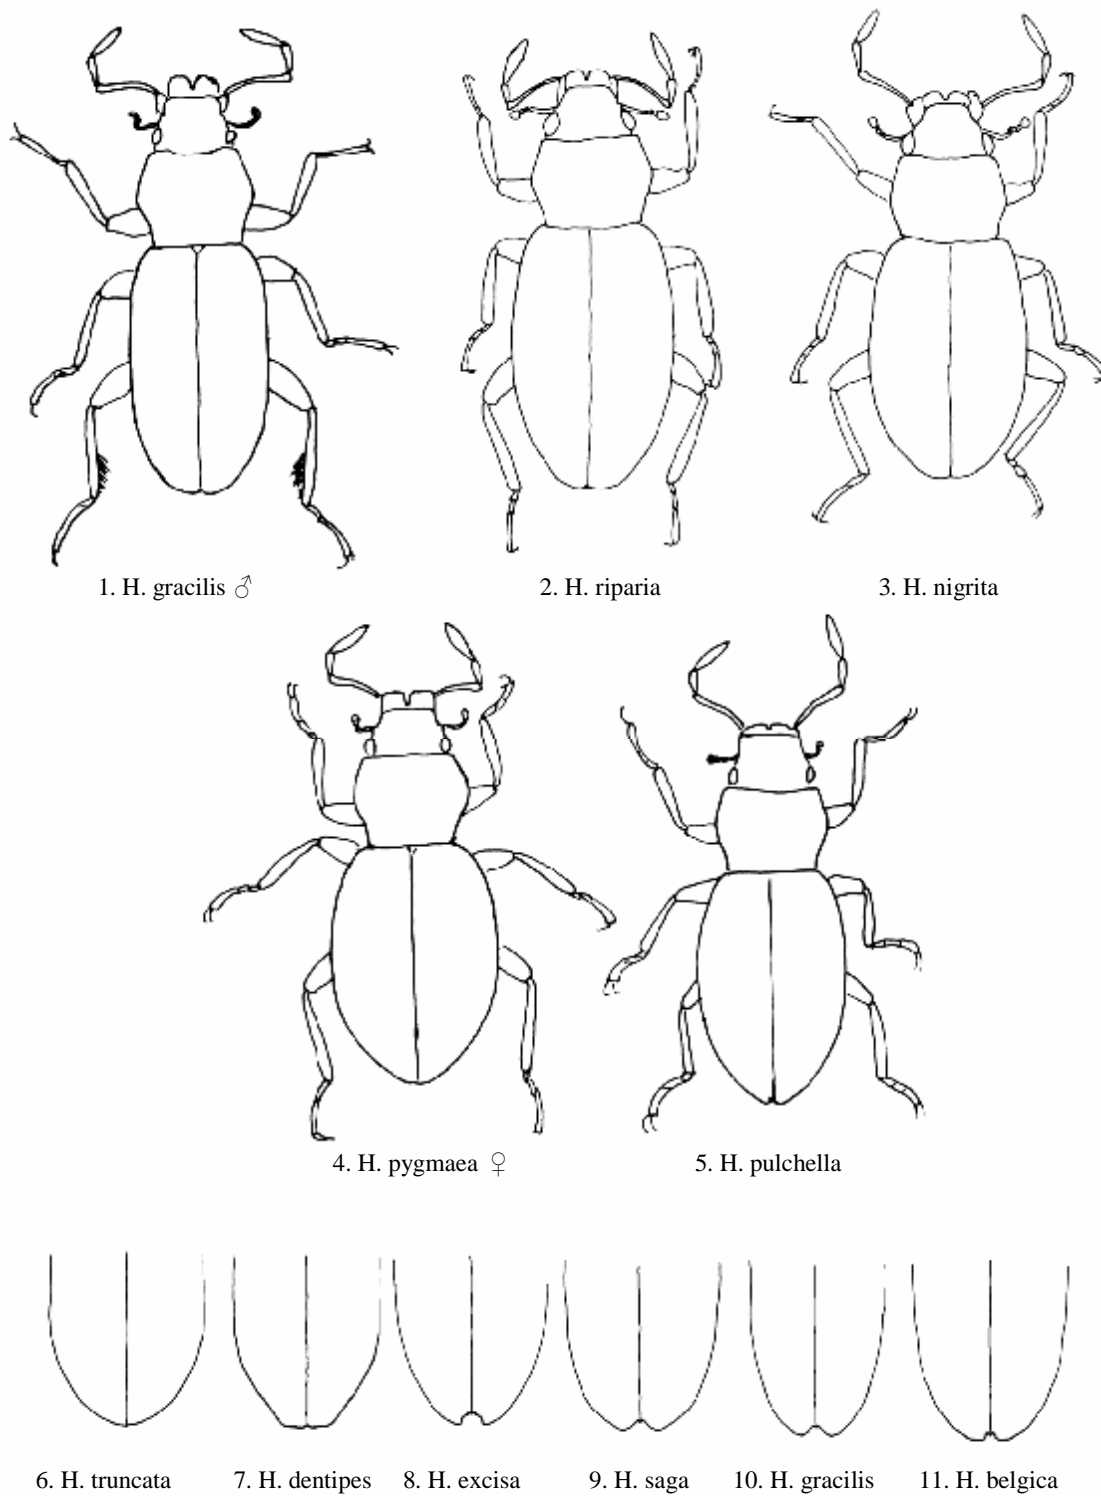 1. H. gracilis ♂
2. H. riparia
3. H. nigrita
4. H. pygmaea ♀
5. H. pulchella
6. H. truncata
7. H. dentipes
8. H. excisa
9. H. saga
10. H. gracilis
11. H. belgica